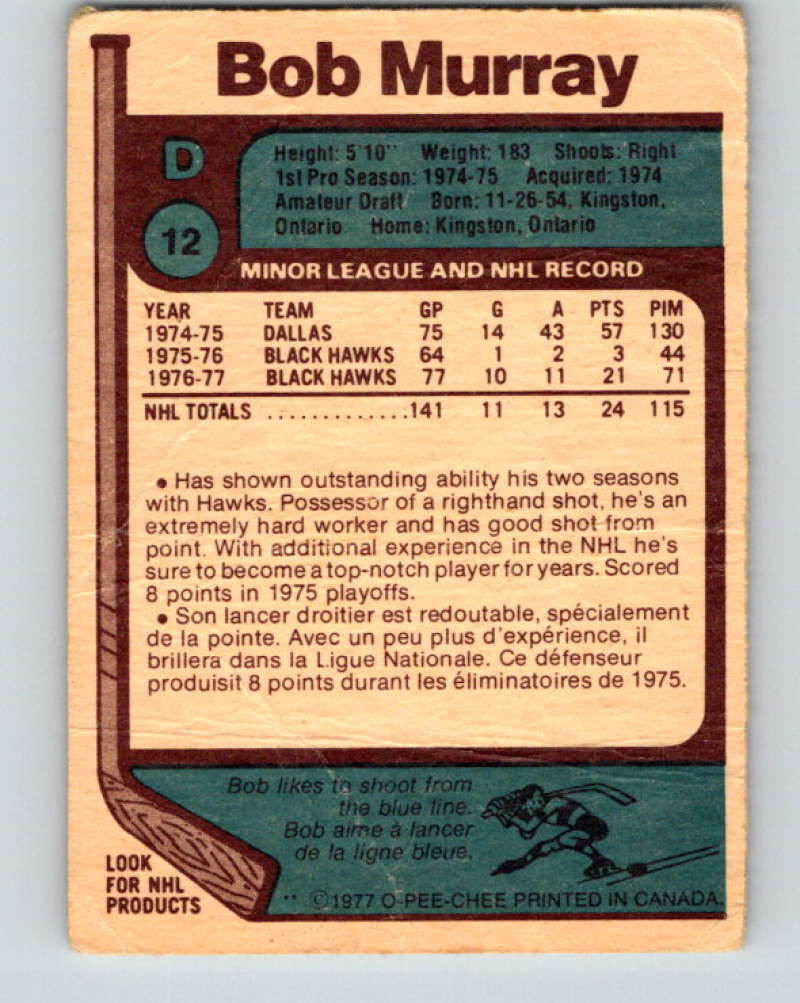 Bob Murray
D
12
Height: 5'10" Weight: 183 Shoots: Right
1st Pro Season: 1974-75 Acquired: 1974
Amateur Draft Born: 11-26-54, Kingston,
Ontario Home: Kingston, Ontario
MINOR LEAGUE AND NHL RECORD
YEAR TEAM GP G A PTS PIM
1974-75 DALLAS 75 14 43 57 130
1975-76 BLACK HAWKS 64 1 2 3 44
1976-77 BLACK HAWKS 77 10 11 21 71
NHL TOTALS .............141 11 13 24 115
• Has shown outstanding ability his two seasons
with Hawks. Possessor of a righthand shot, he's an
extremely hard worker and has good shot from
point. With additional experience in the NHL he's
sure to become a top-notch player for years. Scored
8 points in 1975 playoffs.
• Son lancer droitier est redoutable, spécialement
de la pointe. Avec un peu plus d'expérience, il
brillera dans la Ligue Nationale. Ce défenseur
produisit 8 points durant les éliminatoires de 1975.
Bob likes to shoot from
the blue line.
Bob aime à lancer
de la ligne bleue.
LOOK
FOR NHL
PRODUCTS
** ©1977 O-PEE-CHEE PRINTED IN CANADA.